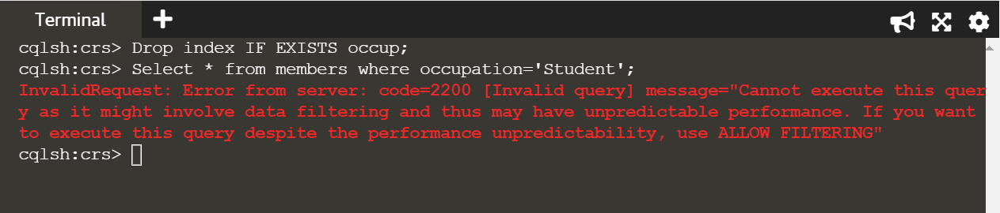 Terminal
cqlsh:crs> Drop index IF EXISTS occup;
cqlsh:crs> Select * from members where occupation='Student';
InvalidRequest: Error from server: code=2200 [Invalid query] message="Cannot execute this quer
y as it might involve data filtering and thus may have unpredictable performance. If you want
to execute this query despite the performance unpredictability, use ALLOW FILTERING"
cqlsh:crs>